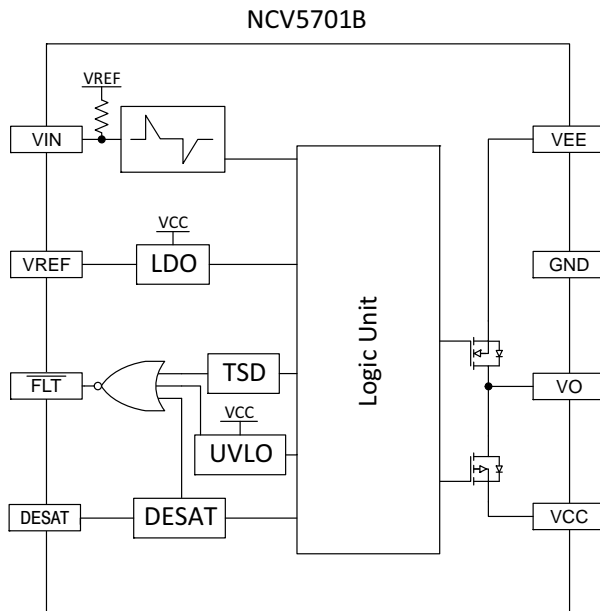 NCV5701B
VREF
VIN
VEE
VCC
VREF
LDO
GND
Logic Unit
FLT
TSD
VO
VCC
UVLO
DESAT
DESAT
VCC